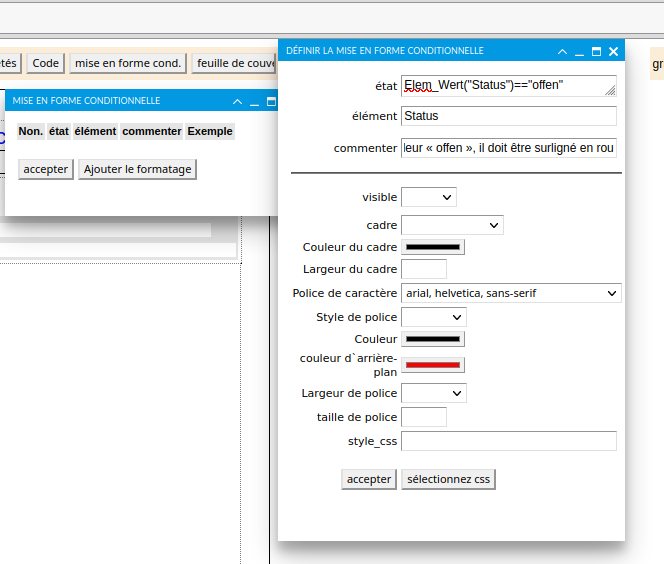 DÉFINIR LA MISE EN FORME CONDITIONNELLE
tés Code mise en forme cond. feuille de couv gr
état Elem_Wert("Status")=="offen"
MISE EN FORME CONDITIONNELLE
élément Status
Non. état élément commenter Exemple
commenter leur « offen », il doit être surligné en rou
accepter Ajouter le formatage
visible
cadre
Couleur du cadre
Largeur du cadre
Police de caractère arial, helvetica, sans-serif
Style de police
Couleur
couleur d`arrière-
plan
Largeur de police
taille de police
style_css
accepter sélectionnez css